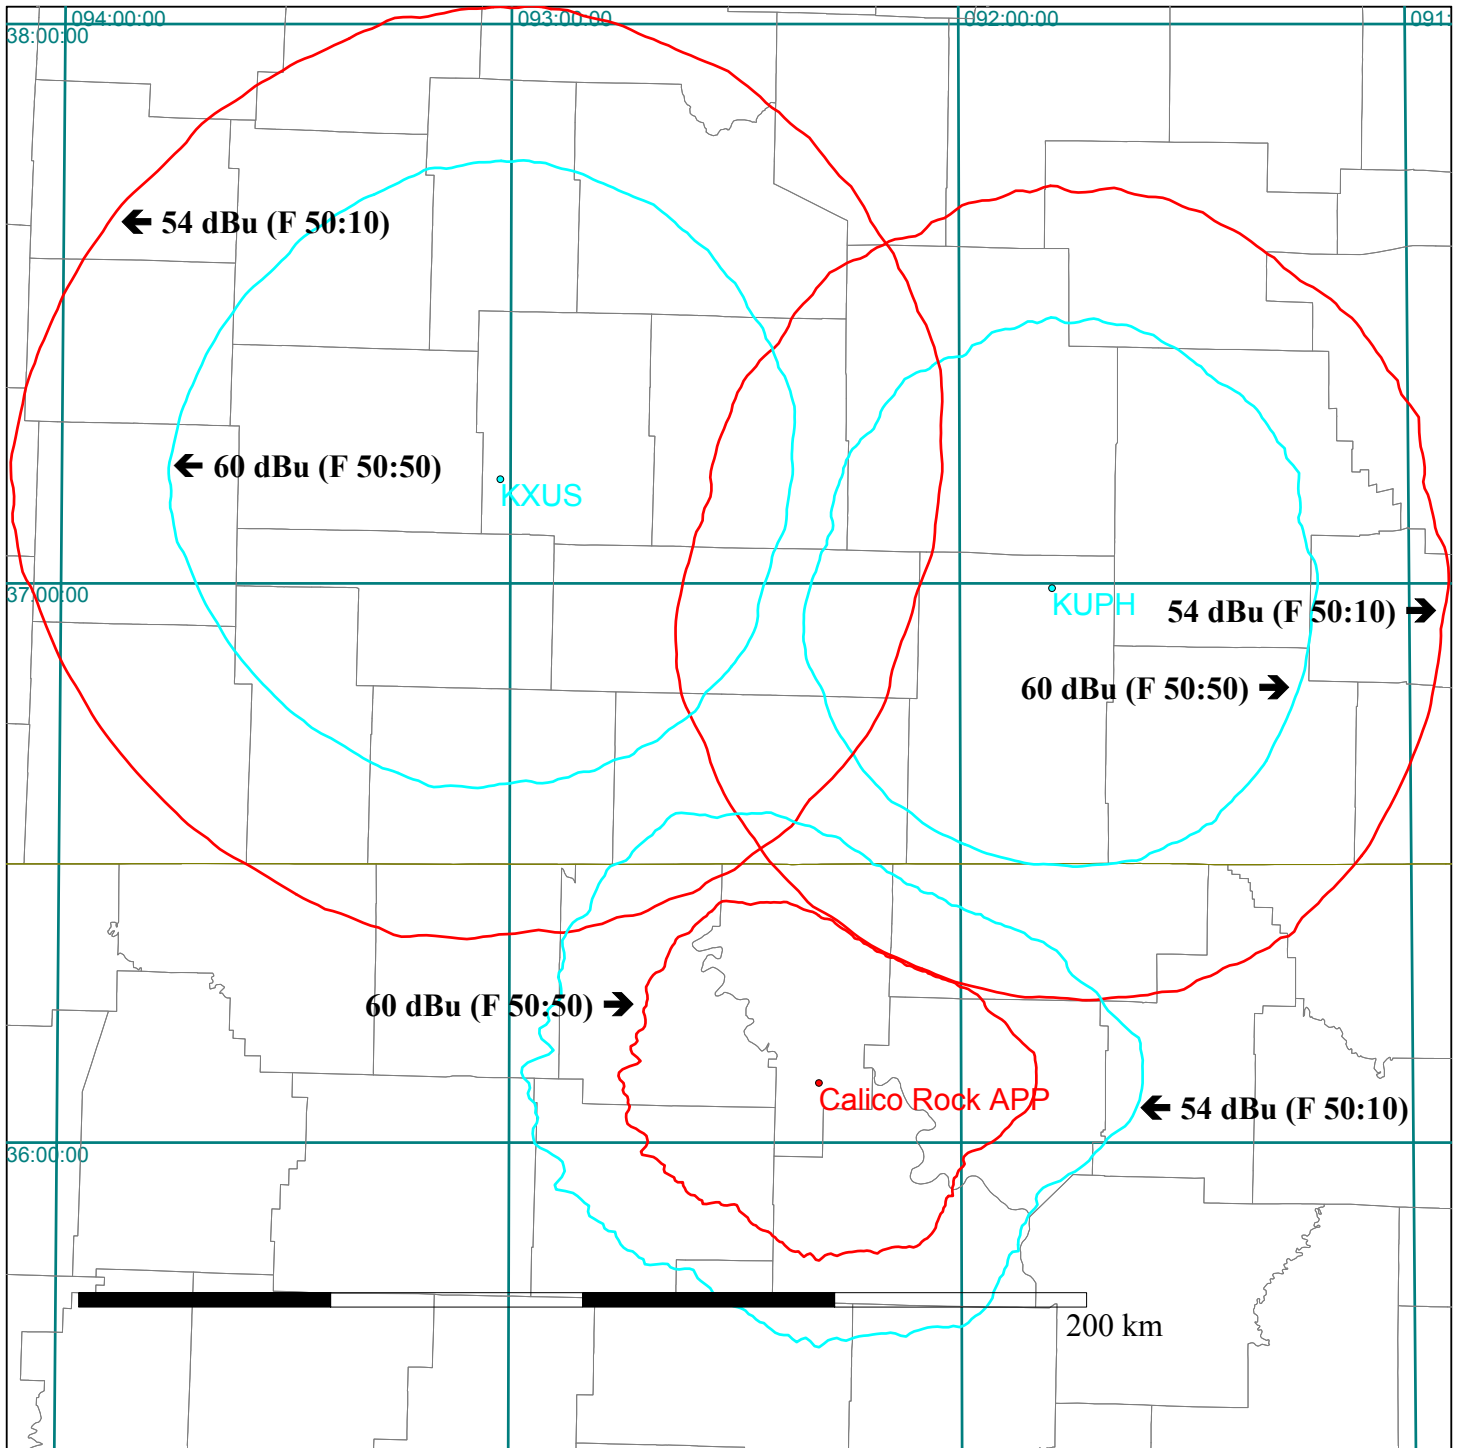 094:00:00
093:00:00
092:00:00
091:
38:00:00
← 54 dBu (F 50:10)
← 60 dBu (F 50:50)
KXUS
37:00:00
KUPH
54 dBu (F 50:10) →
60 dBu (F 50:50) →
60 dBu (F 50:50) →
Calico Rock APP
← 54 dBu (F 50:10)
36:00:00
200 km